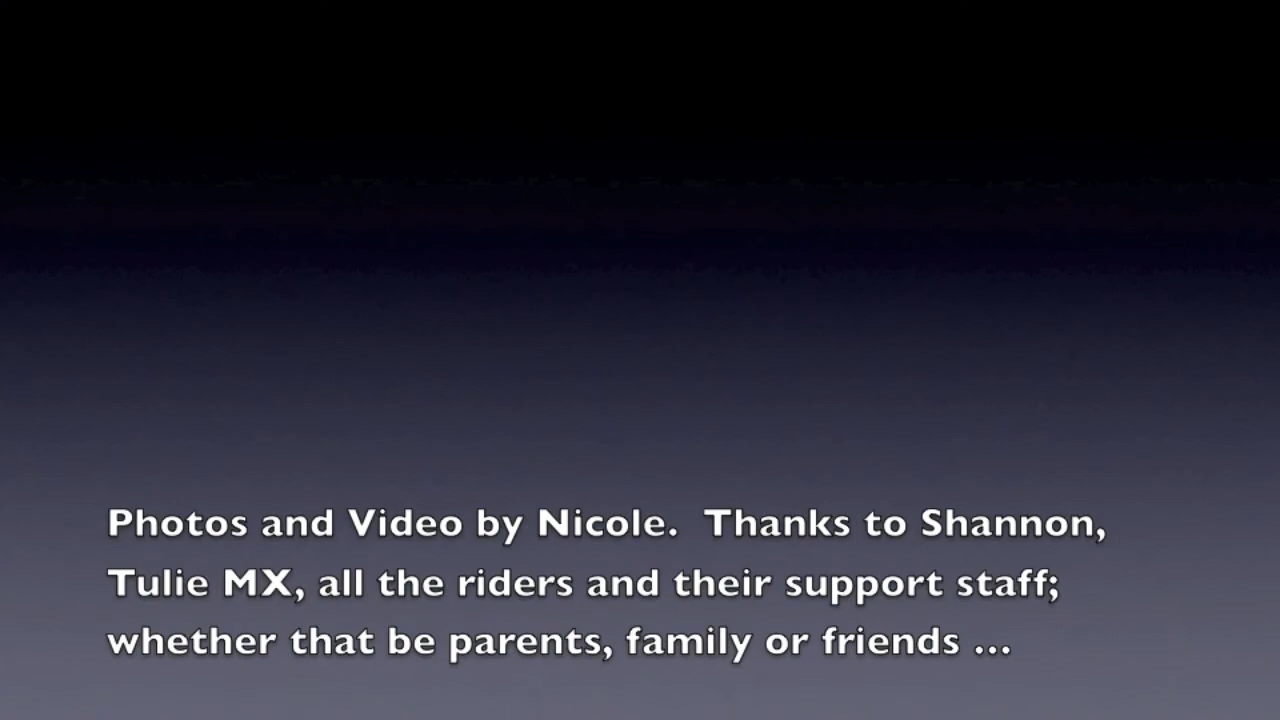 Photos and Video by Nicole.  Thanks to Shannon,
Tulie MX, all the riders and their support staff;
whether that be parents, family or friends ...